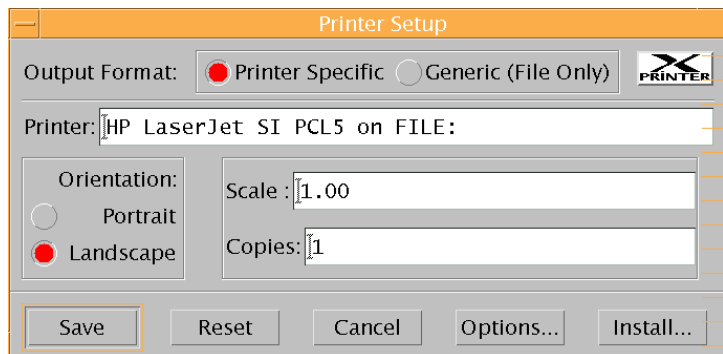 Printer Setup
Output Format: Printer Specific Generic (File Only) X PRINTER
Printer: HP LaserJet SI PCL5 on FILE:
Orientation:
Portrait
Landscape
Scale : 1.00
Copies: 1
Save Reset Cancel Options... Install...